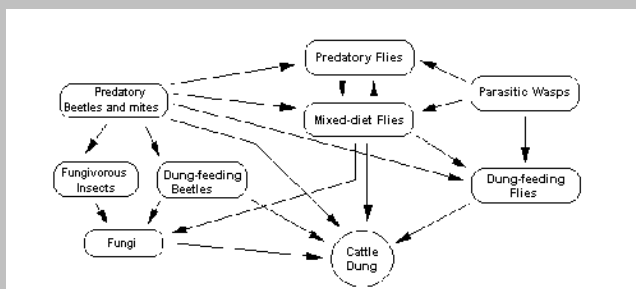 Predatory Flies
Predatory
Beetles and mites
Parasitic Wasps
Mixed-diet Flies
Fungivorous
Insects
Dung-feeding
Beetles
Dung-feeding
Flies
Fungi
Cattle
Dung